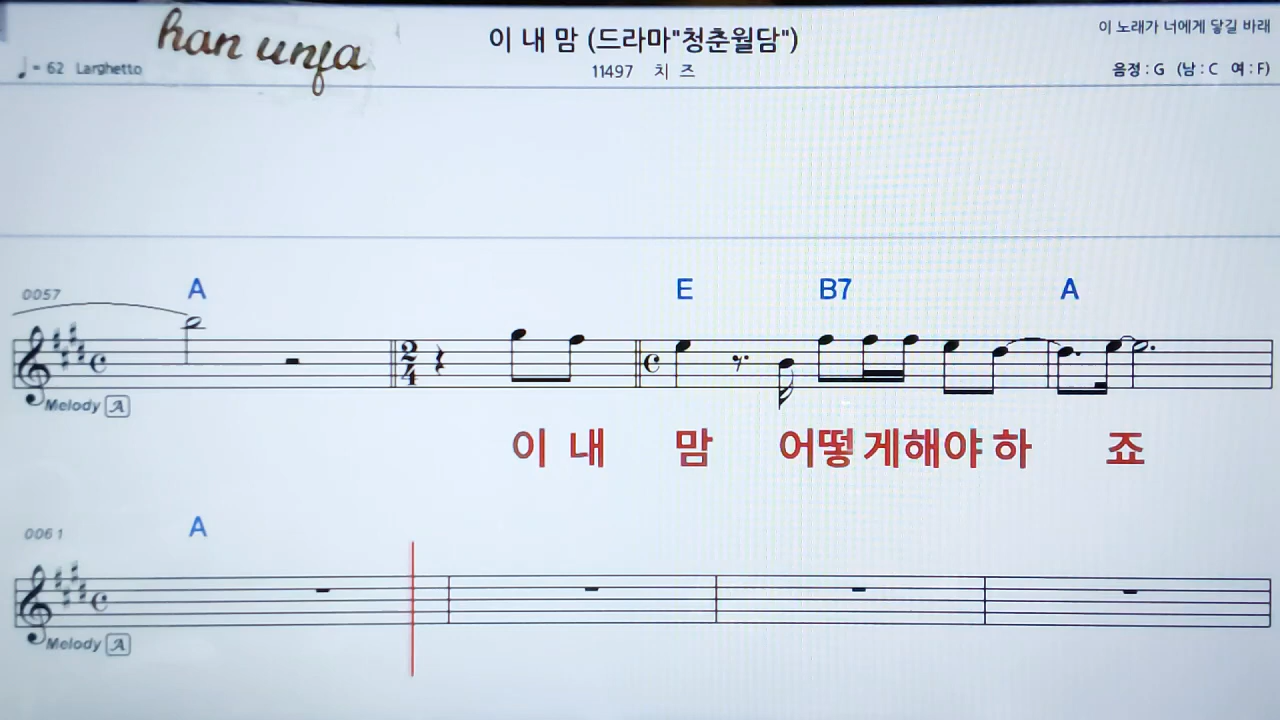 han unfa
이 내 맘 (드라마"청춘월담")
이 노래가 너에게 닿길 바래
♩= 62 Larghetto
11497 치 즈
음정 : G (남 : C 여 : F)
0057 A E B7 A
2
4
Melody A
이 내 맘 어떻게해야 하 죠
0061 A
Melody A